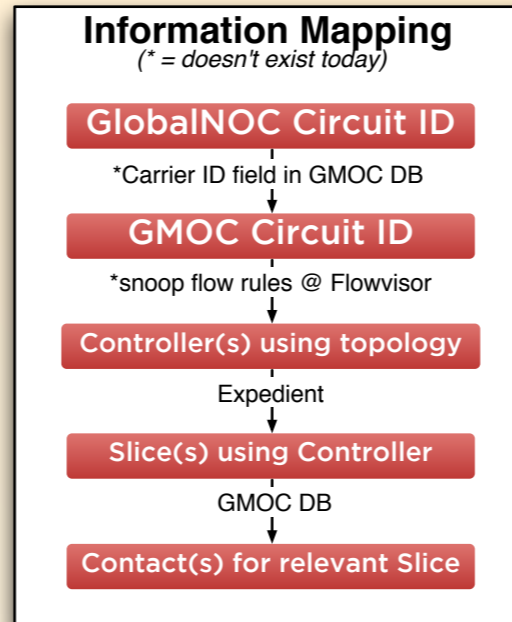 Information Mapping
(* = doesn't exist today)
GlobalNOC Circuit ID
*Carrier ID field in GMOC DB
GMOC Circuit ID
*snoop flow rules @ Flowvisor
Controller(s) using topology
Expedient
Slice(s) using Controller
GMOC DB
Contact(s) for relevant Slice